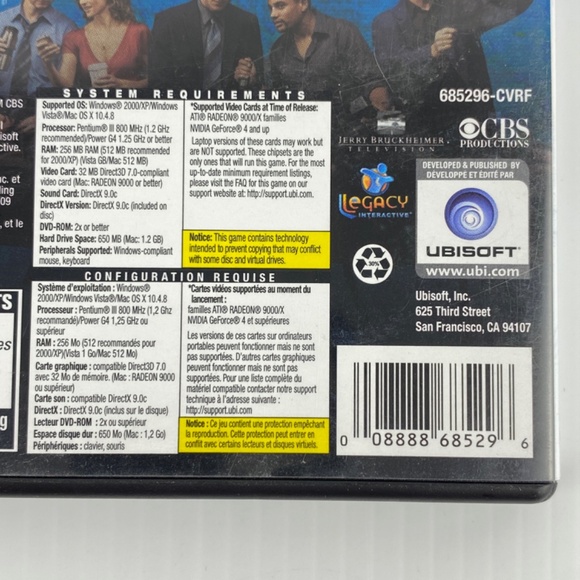 SYSTEM REQUIREMENTS
Supported OS: Windows® 2000/XP/Windows
Vista®/Mac OS X 10.4.8
Processor: Pentium® III 800 MHz (1.2 GHz
recommended)/Power G4 1.25 GHz or better
RAM: 256 MB RAM (512 MB recommended
for 2000/XP) (Vista GB/Mac 512 MB)
Video Card: 32 MB Direct3D 7.0-compliant
video card (Mac: RADEON 9000 or better)
Sound Card: DirectX 9.0c
DirectX Version: DirectX 9.0c (included on
disc)
DVD-ROM: 2x or better
Hard Drive Space: 650 MB (Mac: 1.2 GB)
Peripherals Supported: Windows-compliant
mouse, keyboard
*Supported Video Cards at Time of Release:
ATI® RADEON® 9000/X families
NVIDIA GeForce® 4 and up
Laptop versions of these cards may work but
are NOT supported. These chipsets are the
only ones that will run this game. For the most
up-to-date minimum requirement listings,
please visit the FAQ for this game on our
support website at: http://support.ubi.com.
Notice: This game contains technology
intended to prevent copying that may conflict
with some disc and virtual drives.
CONFIGURATION REQUISE
Système d'exploitation : Windows®
2000/XP/Windows Vista®/Mac OS X 10.4.8
Processeur : Pentium® III 800 MHz (1,2 Ghz
recommandé)/Power G4 1,25 GHz ou
supérieur
RAM : 256 Mo (512 recommandés pour
2000/XP)(Vista 1 Go/Mac 512 Mo)
Carte graphique : compatible Direct3D 7.0
avec 32 Mo de mémoire. (Mac : RADEON 9000
ou supérieur)
Carte son : compatible DirectX 9.0c
DirectX : DirectX 9.0c (inclus sur le disque)
Lecteur DVD-ROM : 2x ou supérieur
Espace disque dur : 650 Mo (Mac : 1,2 Go)
Périphériques : clavier, souris
*Cartes vidéos supportées au moment du
lancement :
familles ATI® RADEON® 9000/X
NVIDIA GeForce® 4 et supérieures
Les versions de ces cartes sur ordinateurs
portables peuvent fonctionner mais ne sont
pas supportées. D'autres cartes graphiques
peuvent fonctionner mais ne sont pas
supportées. Pour une liste complète du
matériel compatible contacter notre support
technique à l'adresse suivante :
http://support.ubi.com
Notice : Ce jeu contient une protection empêchant
la reproduction. Cette protection peut entrer en
conflit avec certains lecteurs et disques virtuels.
M CBS
bisoft
ctive.
nc. et
ding
09
, et le
TS
es
g
685296-CVRF
JERRY BRUCKHEIMER
TELEVISION
CBS
PRODUCTIONS
LEGACY
INTERACTIVE
30%
DEVELOPED & PUBLISHED BY
DÉVELOPPÉ ET ÉDITÉ PAR
UBISOFT
www.ubi.com
Ubisoft, Inc.
625 Third Street
San Francisco, CA 94107
0 08888 68529 6